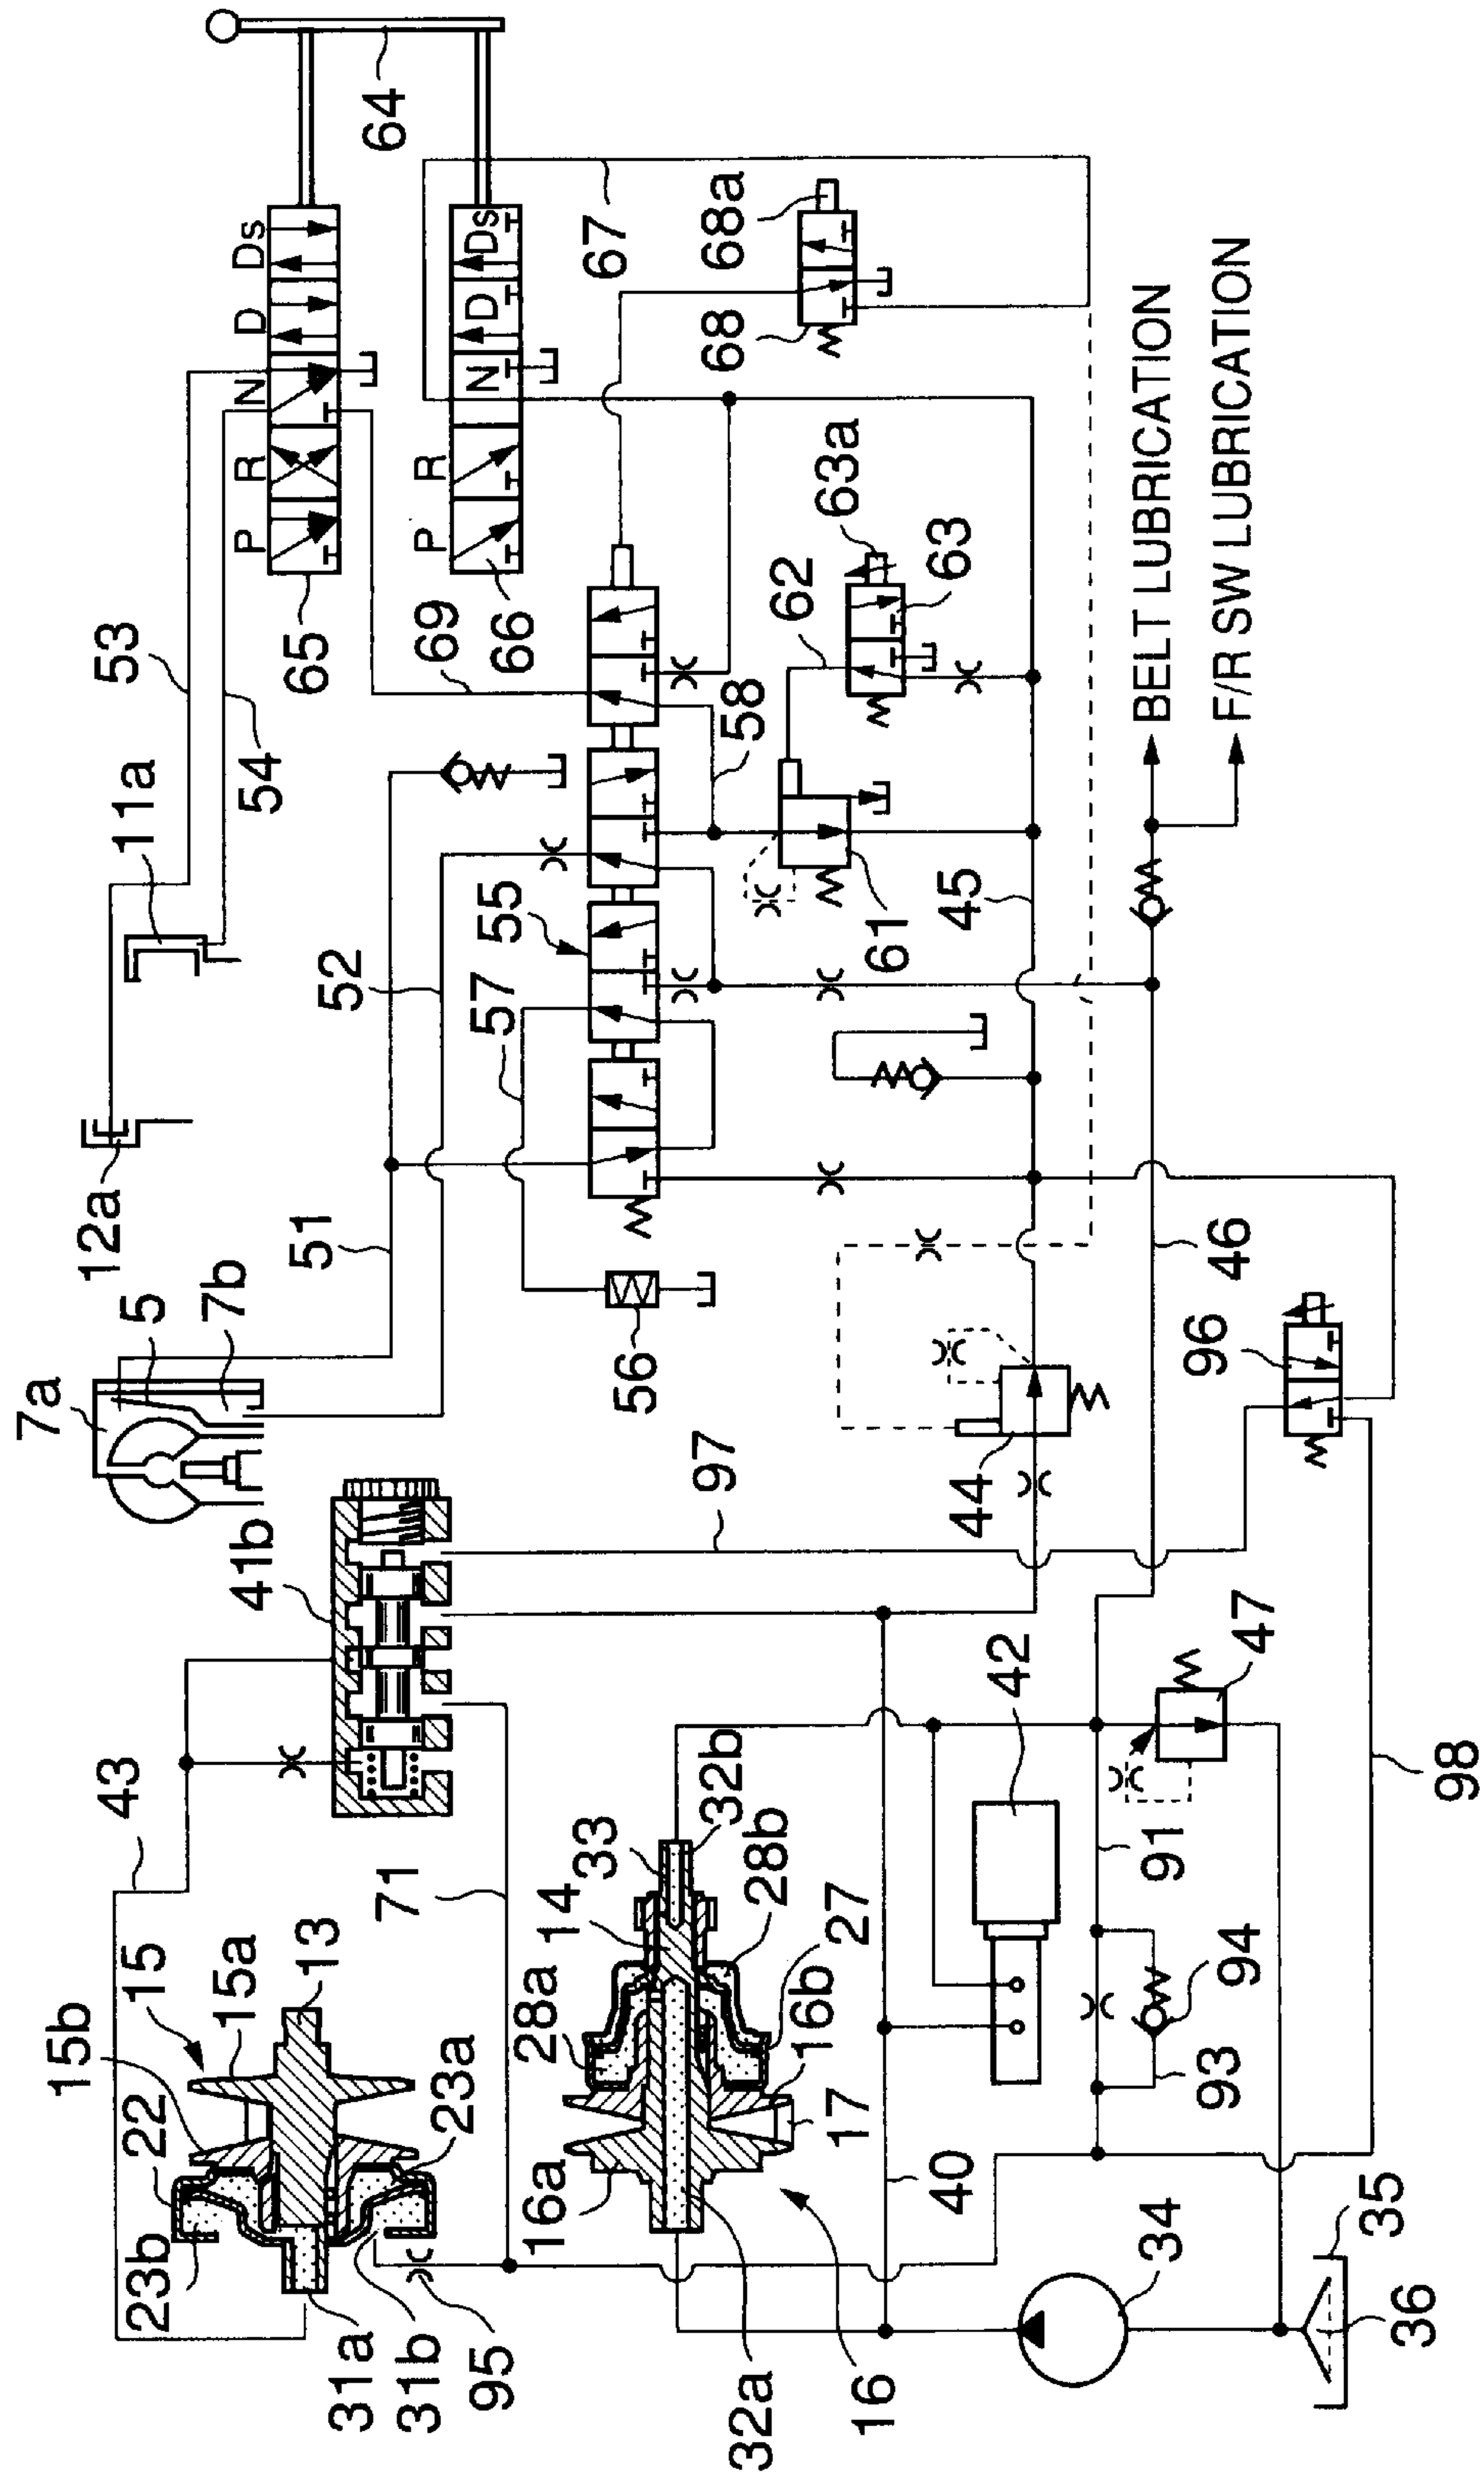 7a
15b
12a
43
53
23b
22
15
5
11a
15a
7b
54
41b
P
R
N
D
Ds
13
51
65
31a
52
64
71
31b
P
R
N
D
Ds
23a
69
95
57
55
66
16a
28a
33
67
56
32a
97
32b
58
68
68a
28b
62
17
16b
27
63a
16
61
40
44
45
63
42
34
91
93
BELT LUBRICATION
96
94
46
F/R SW LUBRICATION
47
35
36
98
14